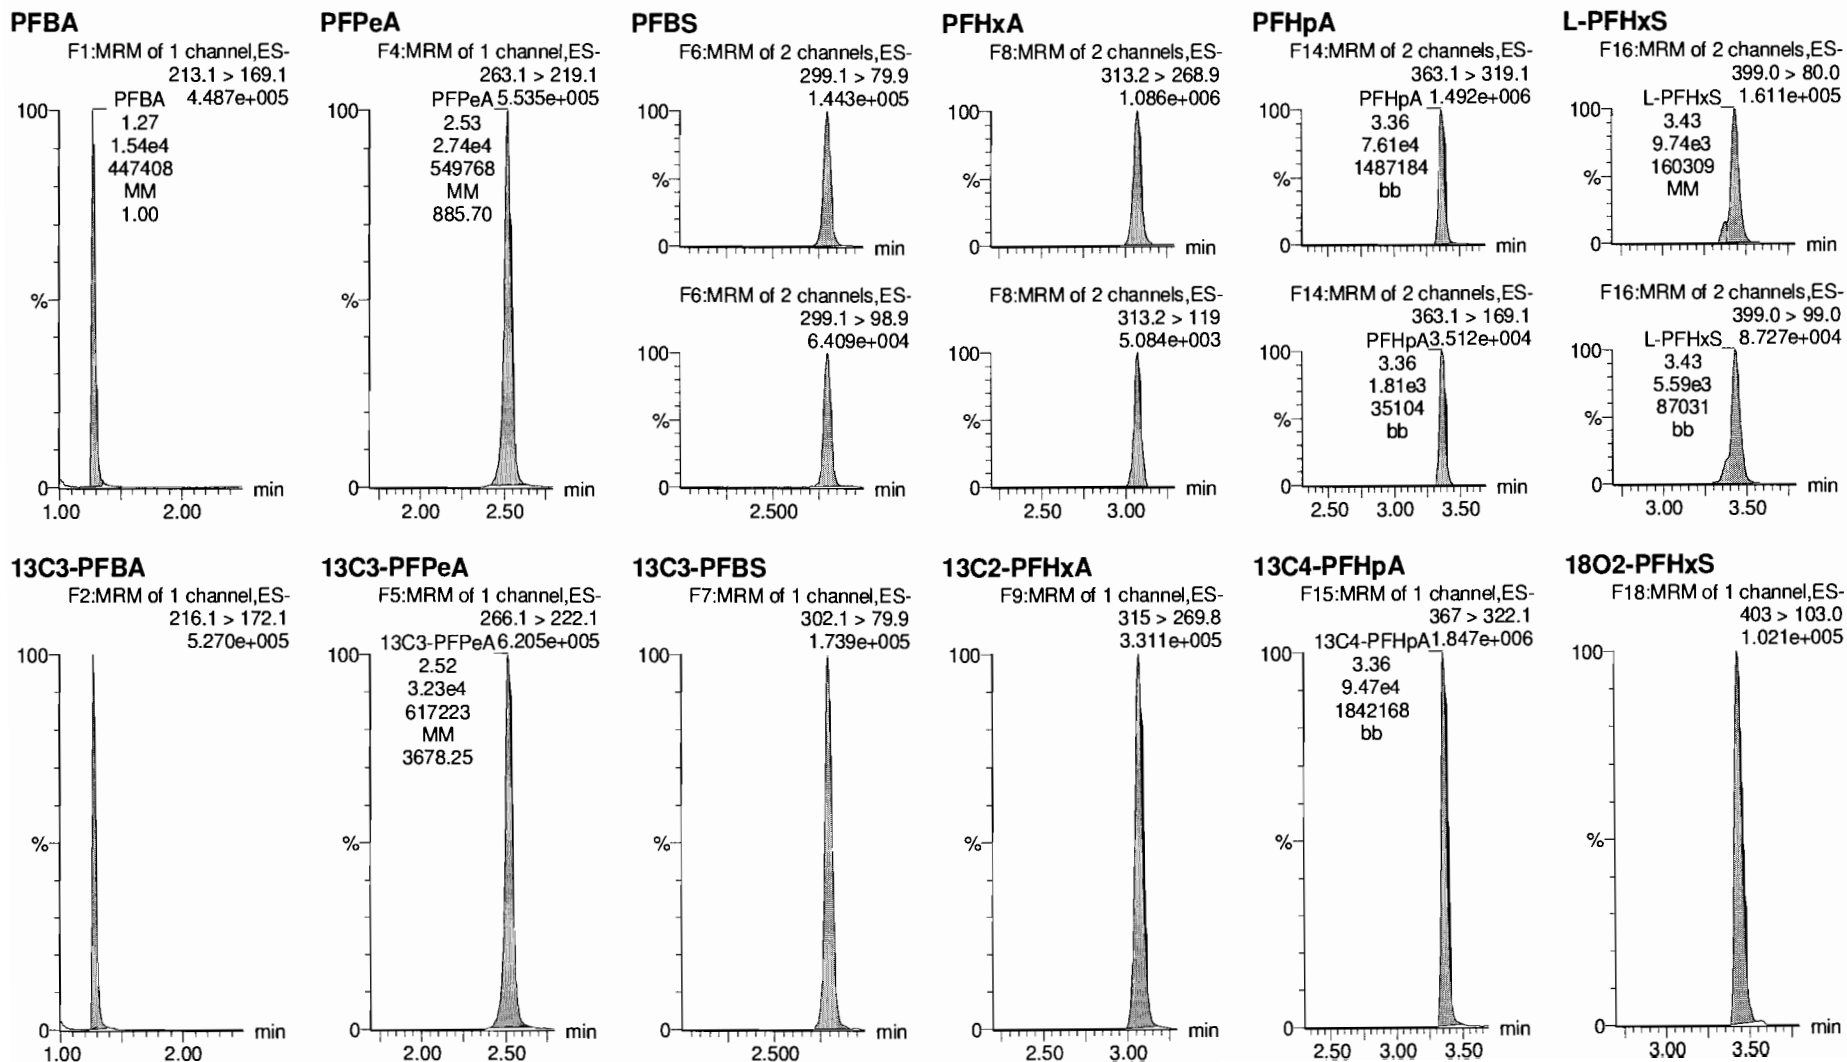 PFBA
F1:MRM of 1 channel,ES-
213.1 > 169.1
4.487e+005
100
PFBA
1.27
1.54e4
447408
MM
1.00
%
0
min
1.00
2.00
PFPeA
F4:MRM of 1 channel,ES-
263.1 > 219.1
5.535e+005
100
PFPeA
2.53
2.74e4
549768
MM
885.70
%
0
min
2.00
2.50
PFBS
F6:MRM of 2 channels,ES-
299.1 > 79.9
1.443e+005
100
%
0
min
F6:MRM of 2 channels,ES-
299.1 > 98.9
6.409e+004
100
%
0
min
2.500
PFHxA
F8:MRM of 2 channels,ES-
313.2 > 268.9
1.086e+006
100
%
0
min
F8:MRM of 2 channels,ES-
313.2 > 119
5.084e+003
100
%
0
min
2.50
3.00
PFHpA
F14:MRM of 2 channels,ES-
363.1 > 319.1
PFHpA 1.492e+006
100
3.36
7.61e4
1487184
bb
%
0
min
F14:MRM of 2 channels,ES-
363.1 > 169.1
PFHpA3.512e+004
100
3.36
1.81e3
35104
bb
%
0
min
2.50
3.00
3.50
L-PFHxS
F16:MRM of 2 channels,ES-
399.0 > 80.0
L-PFHxS 1.611e+005
100
3.43
9.74e3
160309
MM
%
0
min
F16:MRM of 2 channels,ES-
399.0 > 99.0
L-PFHxS 8.727e+004
100
3.43
5.59e3
87031
bb
%
0
min
3.00
3.50
13C3-PFBA
F2:MRM of 1 channel,ES-
216.1 > 172.1
5.270e+005
100
%
0
min
1.00
2.00
13C3-PFPeA
F5:MRM of 1 channel,ES-
266.1 > 222.1
13C3-PFPeA 6.205e+005
100
2.52
3.23e4
617223
MM
3678.25
%
0
min
2.00
2.50
13C3-PFBS
F7:MRM of 1 channel,ES-
302.1 > 79.9
1.739e+005
100
%
0
min
2.500
13C2-PFHxA
F9:MRM of 1 channel,ES-
315 > 269.8
3.311e+005
100
%
0
min
2.50
3.00
13C4-PFHpA
F15:MRM of 1 channel,ES-
367 > 322.1
13C4-PFHpA1.847e+006
100
3.36
9.47e4
1842168
bb
%
0
min
2.50
3.00
3.50
18O2-PFHxS
F18:MRM of 1 channel,ES-
403 > 103.0
1.021e+005
100
%
0
min
3.00
3.50